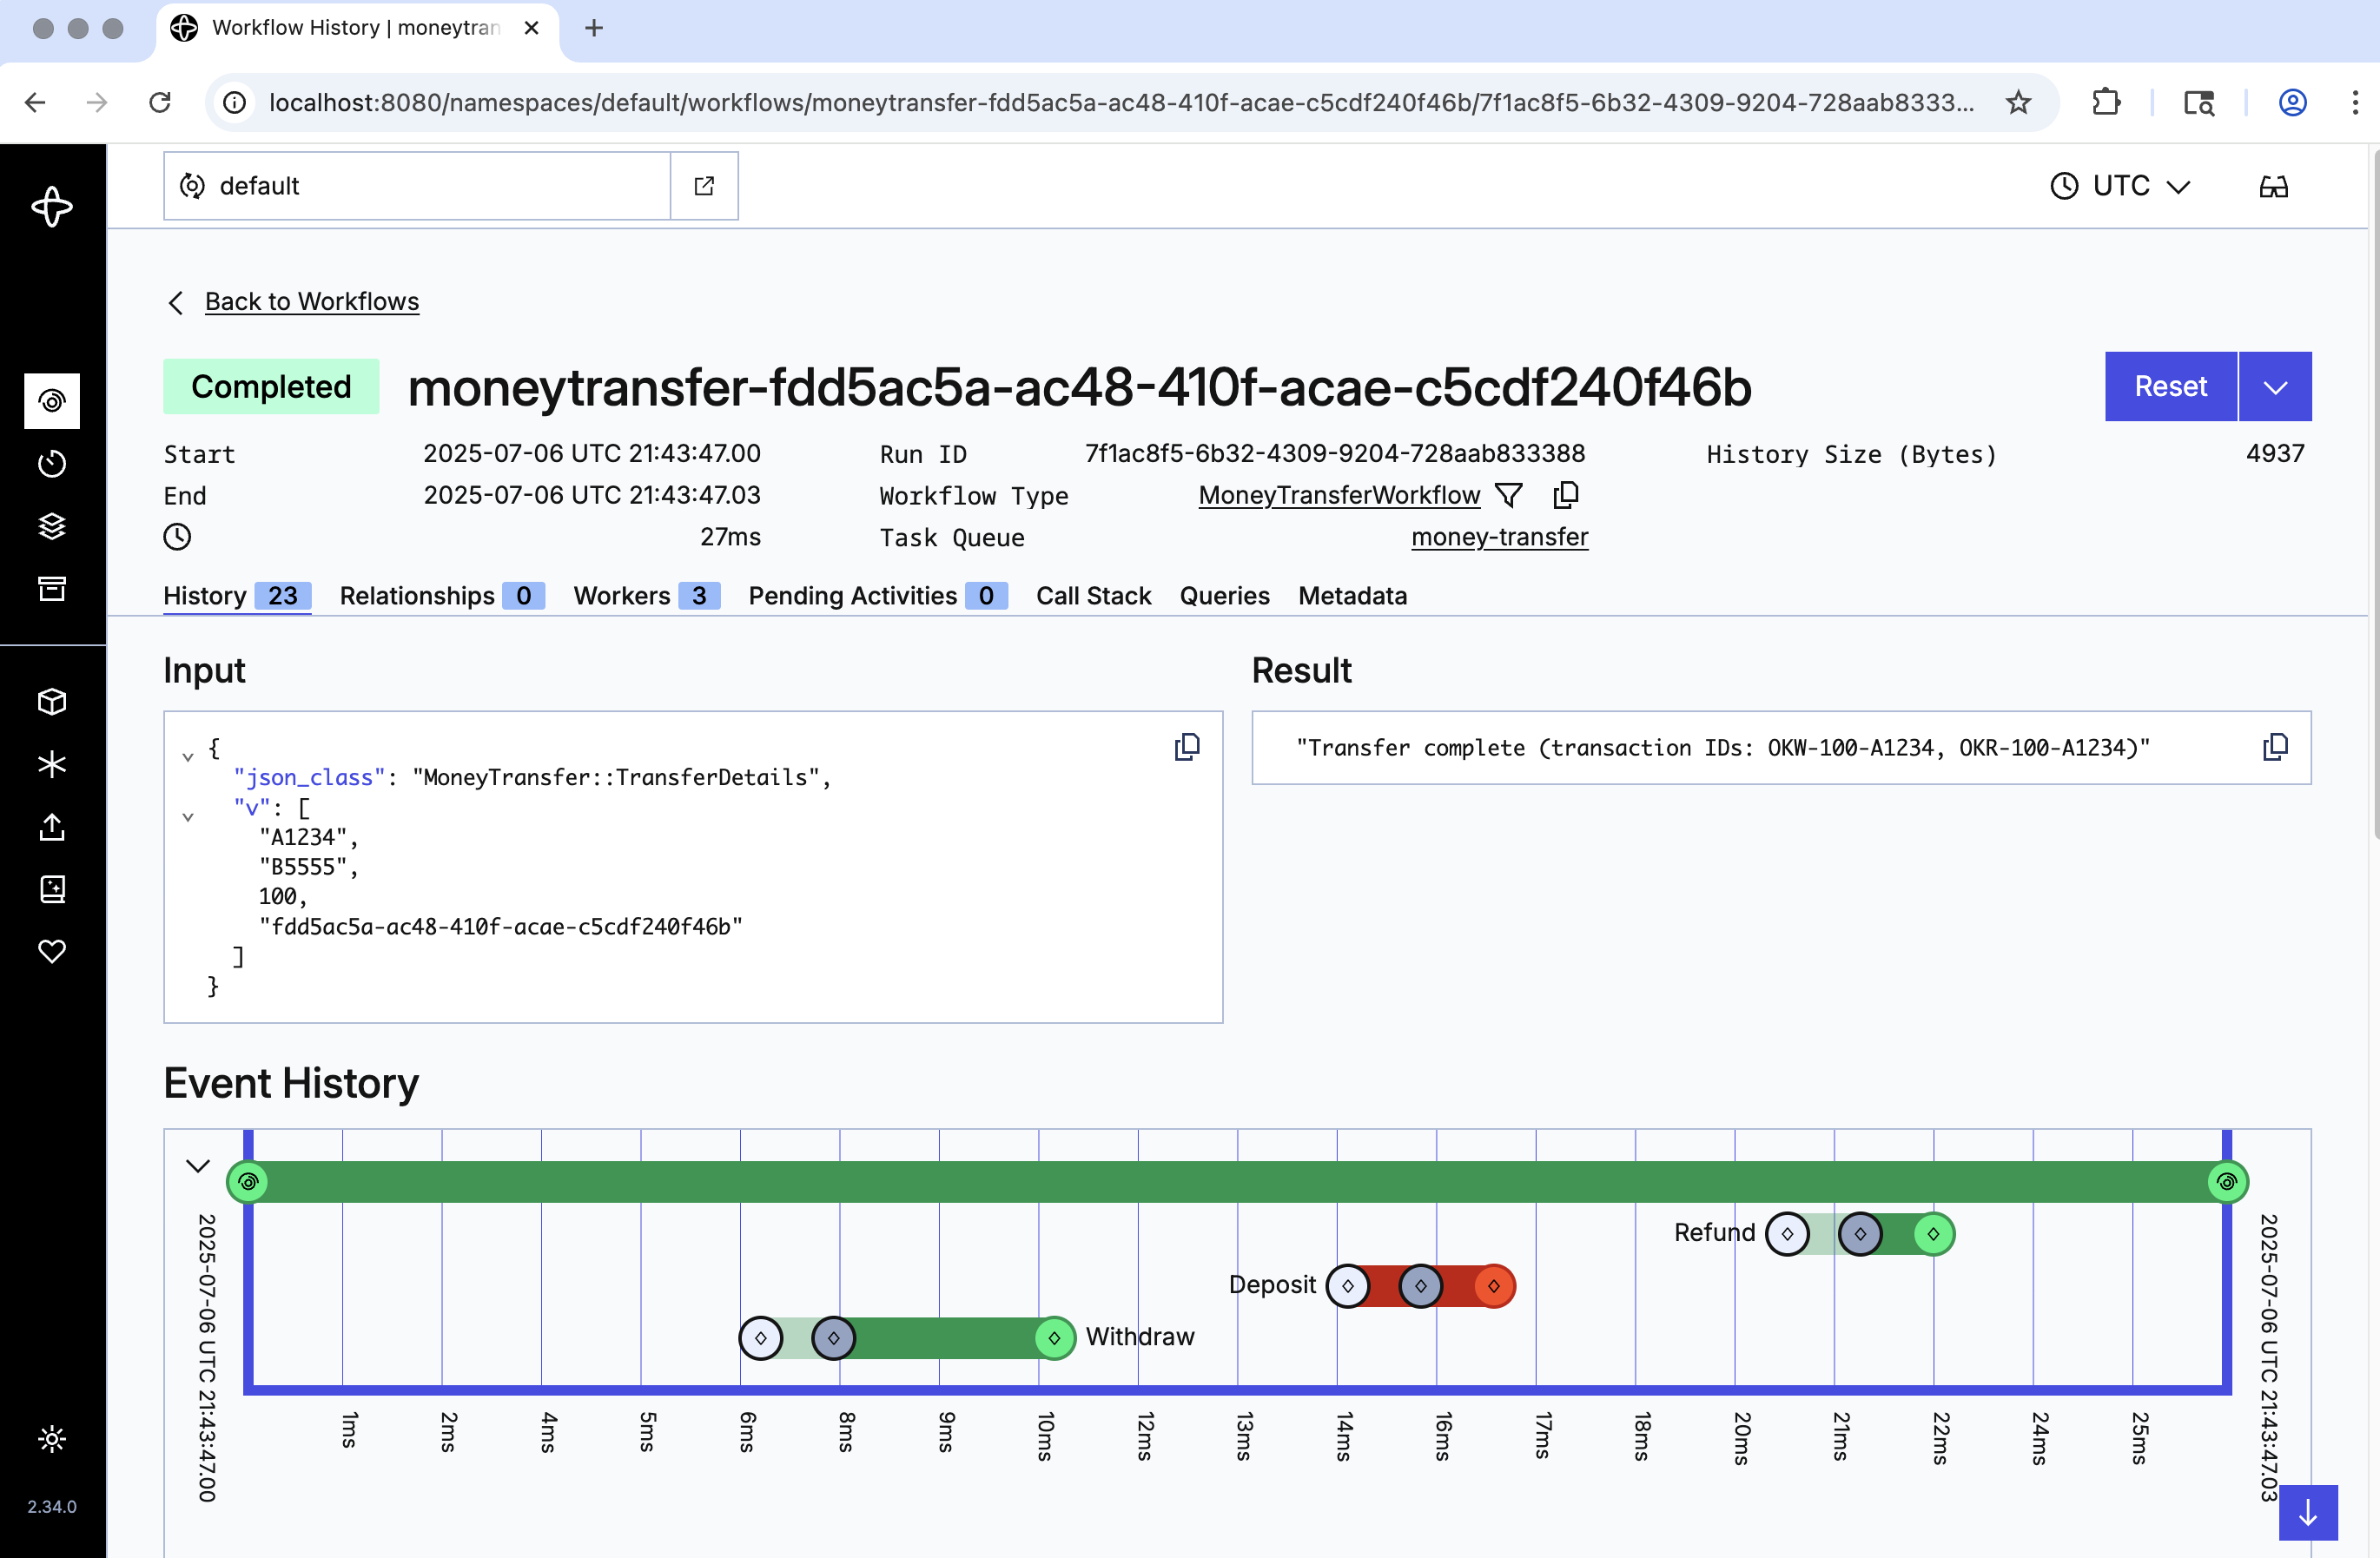 Workflow History | moneytran
localhost:8080/namespaces/default/workflows/moneytransfer-fdd5ac5a-ac48-410f-acae-c5cdf240f46b/7f1ac8f5-6b32-4309-9204-728aab8333...
default
UTC
Back to Workflows
Completed moneytransfer-fdd5ac5a-ac48-410f-acae-c5cdf240f46b Reset
Start 2025-07-06 UTC 21:43:47.00 Run ID 7f1ac8f5-6b32-4309-9204-728aab833388 History Size (Bytes) 4937
End 2025-07-06 UTC 21:43:47.03 Workflow Type MoneyTransferWorkflow
27ms Task Queue money-transfer
History 23 Relationships 0 Workers 3 Pending Activities 0 Call Stack Queries Metadata
Input
{
"json_class": "MoneyTransfer::TransferDetails",
"v": [
"A1234",
"B5555",
100,
"fdd5ac5a-ac48-410f-acae-c5cdf240f46b"
]
}
Result
"Transfer complete (transaction IDs: OKW-100-A1234, OKR-100-A1234)"
Event History
Refund
Deposit
Withdraw
2025-07-06 UTC 21:43:47.00
1ms 2ms 4ms 5ms 6ms 8ms 9ms 10ms 12ms 13ms 14ms 16ms 17ms 18ms 20ms 21ms 22ms 24ms 25ms
2025-07-06 UTC 21:43:47.03
2.34.0